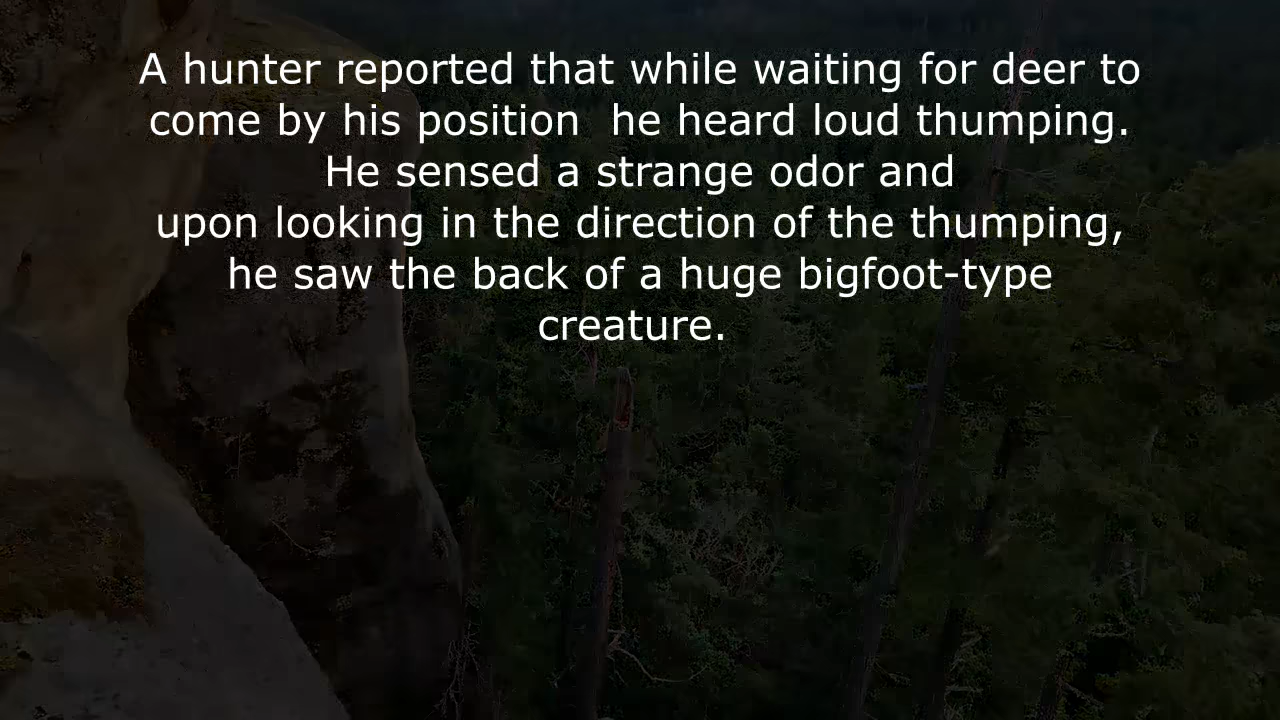 A hunter reported that while waiting for deer to
come by his position  he heard loud thumping.
He sensed a strange odor and
upon looking in the direction of the thumping,
he saw the back of a huge bigfoot-type
creature.